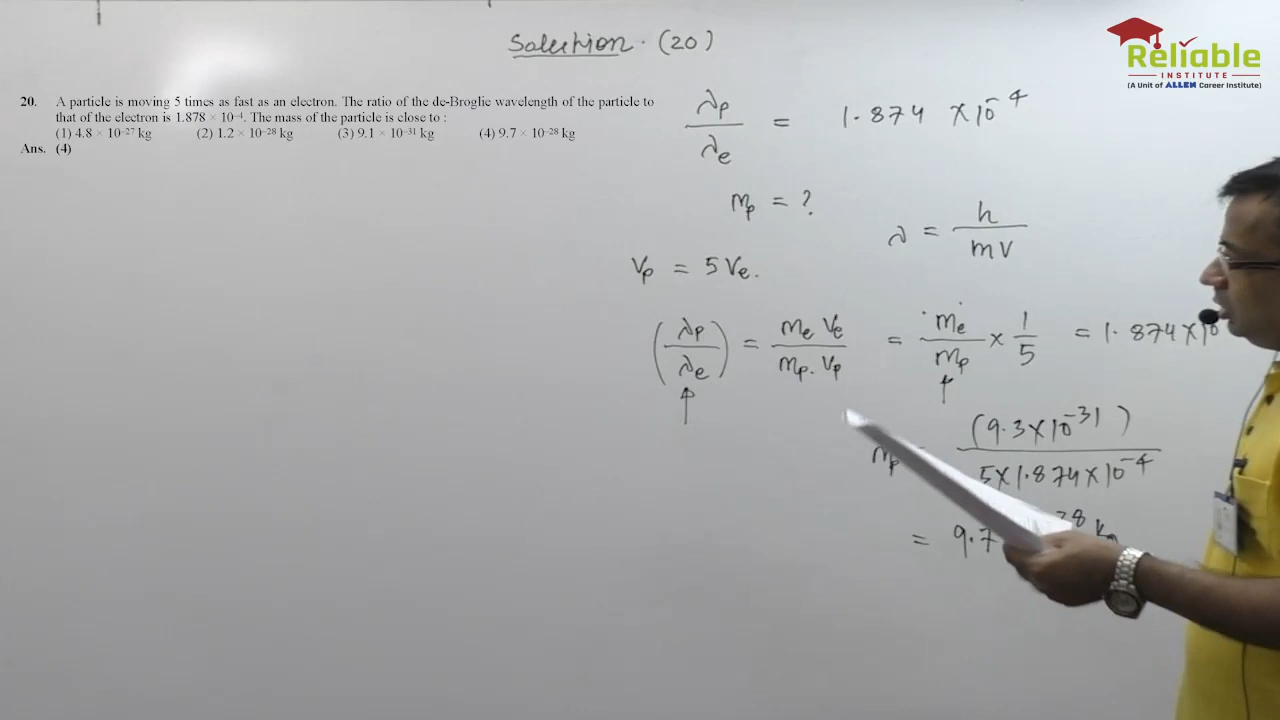 Solution. (20)
Reliable
INSTITUTE
(A Unit of ALLEN Career Institute)
20. A particle is moving 5 times as fast as an electron. The ratio of the de-Broglie wavelength of the particle to
that of the electron is 1.878 × 10⁻⁴. The mass of the particle is close to :
(1) 4.8 × 10⁻²⁷ kg (2) 1.2 × 10⁻²⁸ kg (3) 9.1 × 10⁻³¹ kg (4) 9.7 × 10⁻²⁸ kg
Ans. (4)
λp / λe = 1.874 × 10⁻⁴
mp = ?
λ = h / mv
Vp = 5 Ve.
(λp / λe) = me Ve / mp. Vp = me / mp × 1 / 5 = 1.874 × 10
mp = (9.3 × 10⁻³¹) / 5 × 1.874 × 10⁻⁴
= 9.7